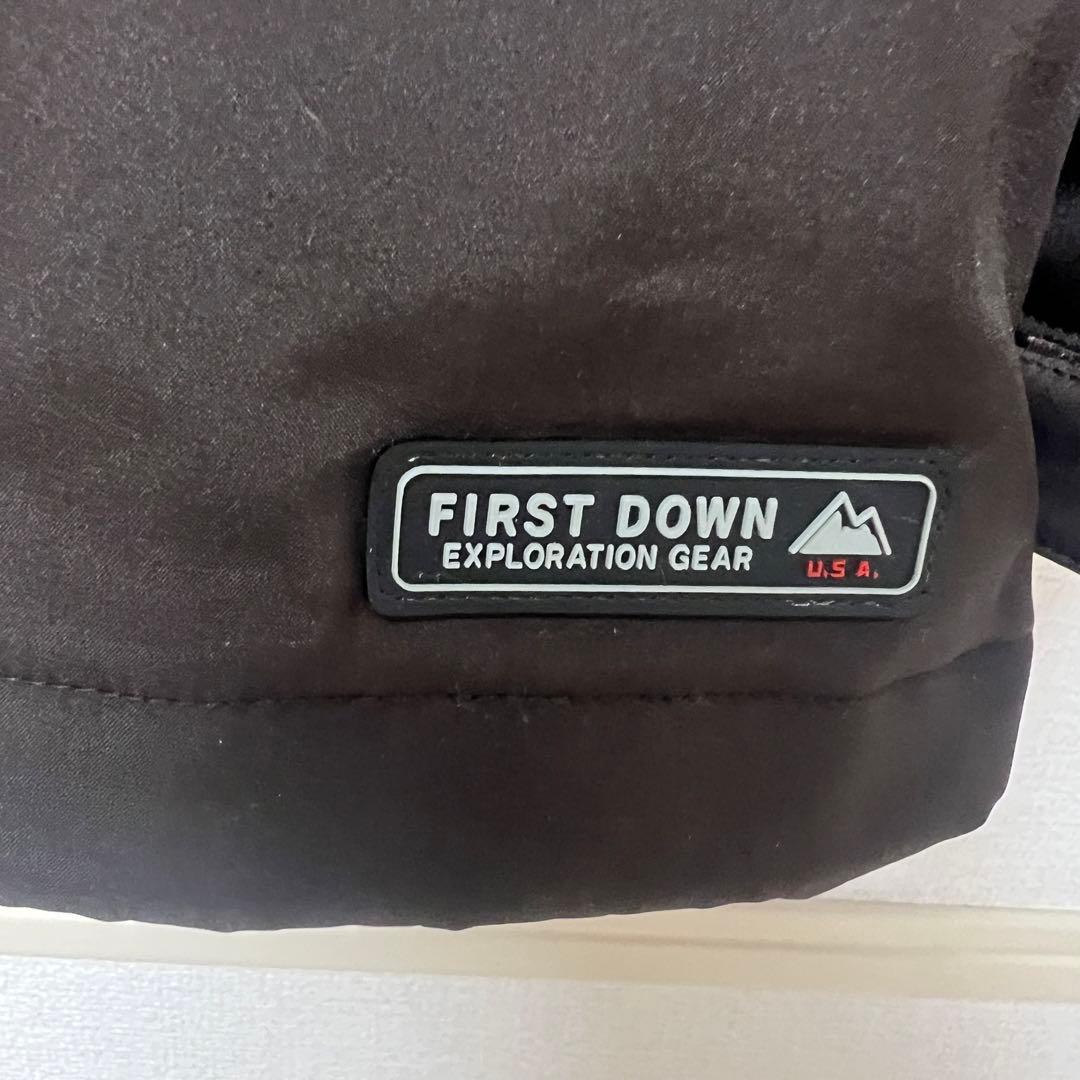 FIRST DOWN
EXPLORATION GEAR
U.S A.